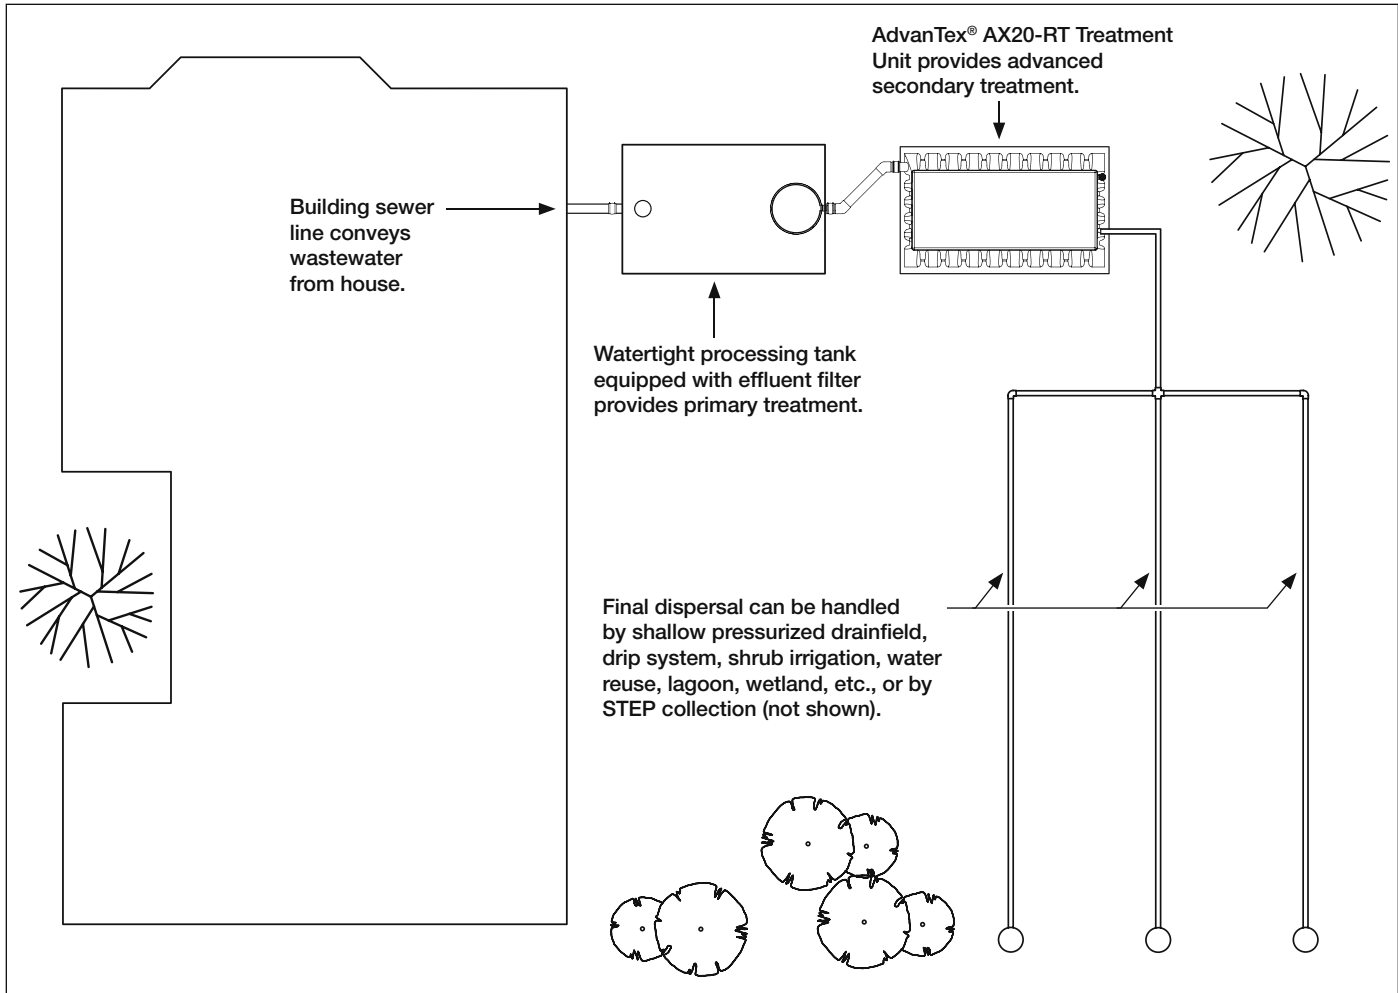 AdvanTex® AX20-RT Treatment
Unit provides advanced
secondary treatment.
Building sewer
line conveys
wastewater
from house.
Watertight processing tank
equipped with effluent filter
provides primary treatment.
Final dispersal can be handled
by shallow pressurized drainfield,
drip system, shrub irrigation, water
reuse, lagoon, wetland, etc., or by
STEP collection (not shown).